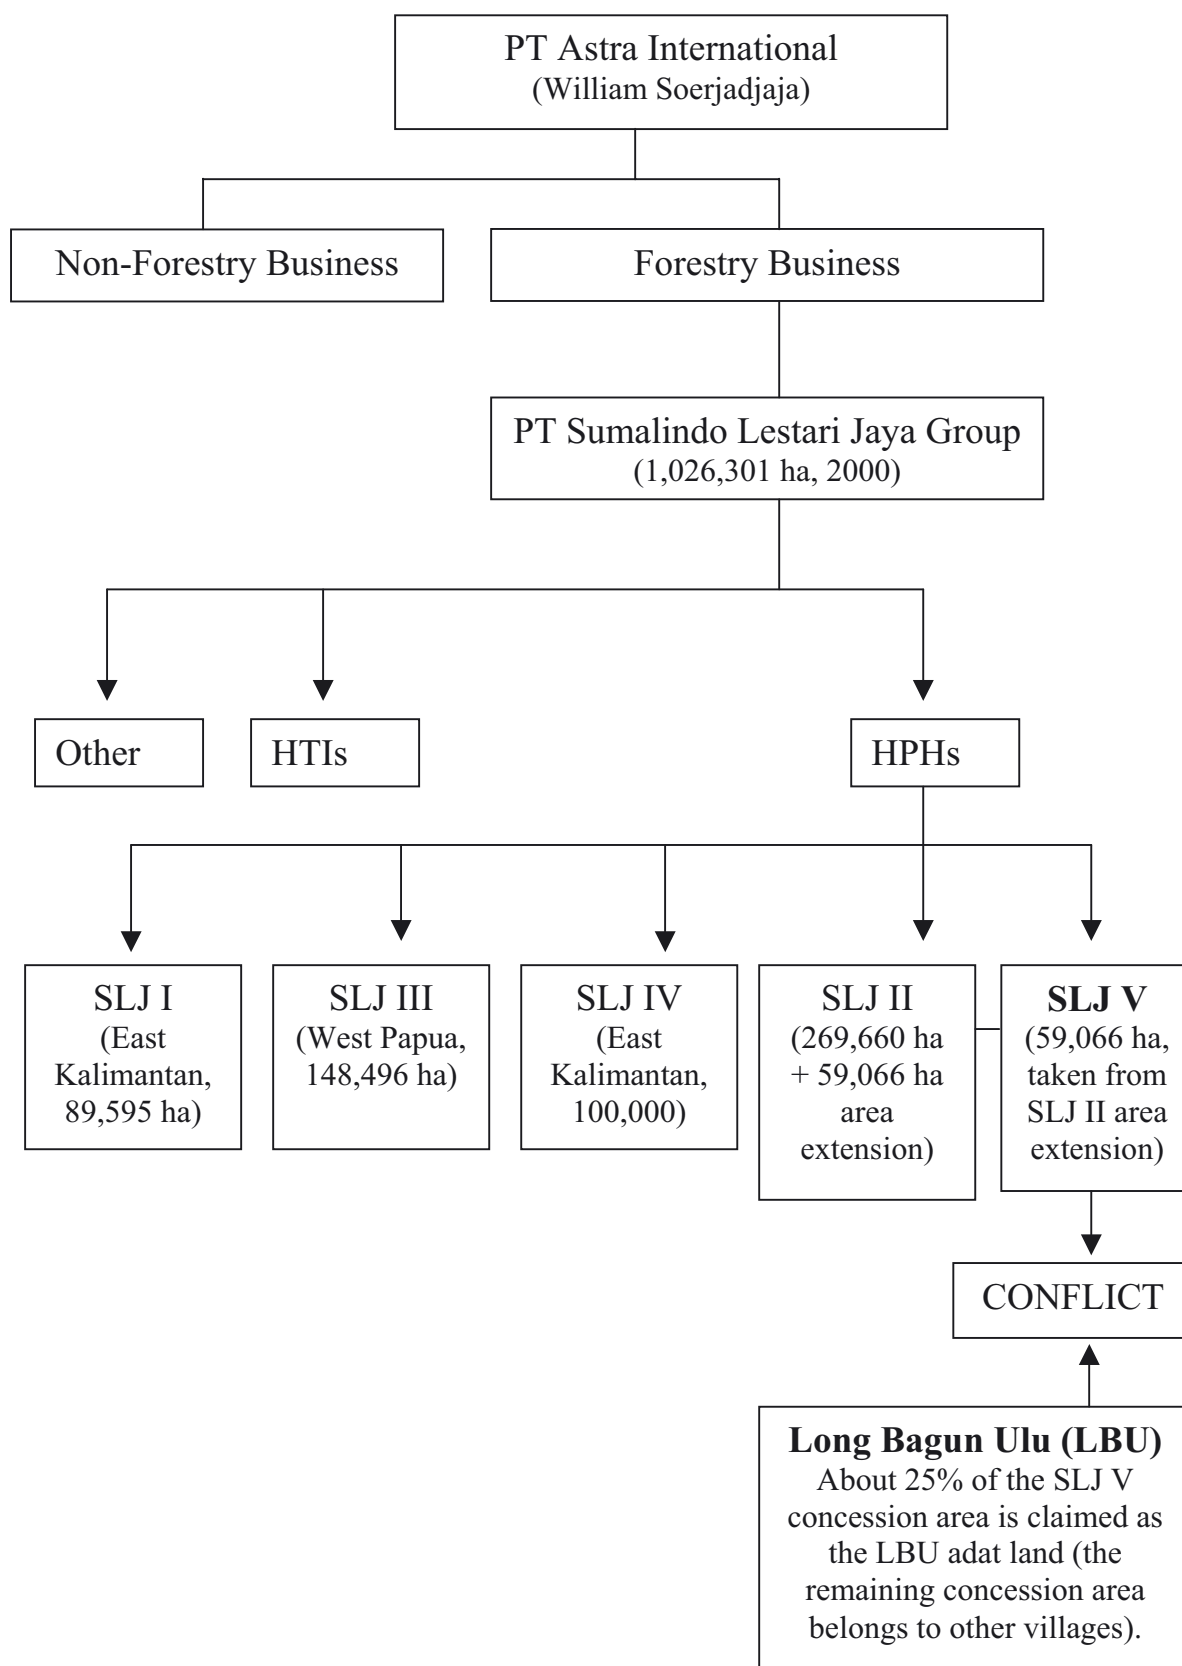 PT Astra International
(William Soerjadjaja)
Non-Forestry Business
Forestry Business
PT Sumalindo Lestari Jaya Group
(1,026,301 ha, 2000)
Other
HTIs
HPHs
SLJ I
(East
Kalimantan,
89,595 ha)
SLJ III
(West Papua,
148,496 ha)
SLJ IV
(East
Kalimantan,
100,000)
SLJ II
(269,660 ha
+ 59,066 ha
area
extension)
SLJ V
(59,066 ha,
taken from
SLJ II area
extension)
CONFLICT
Long Bagun Ulu (LBU)
About 25% of the SLJ V
concession area is claimed as
the LBU adat land (the
remaining concession area
belongs to other villages).